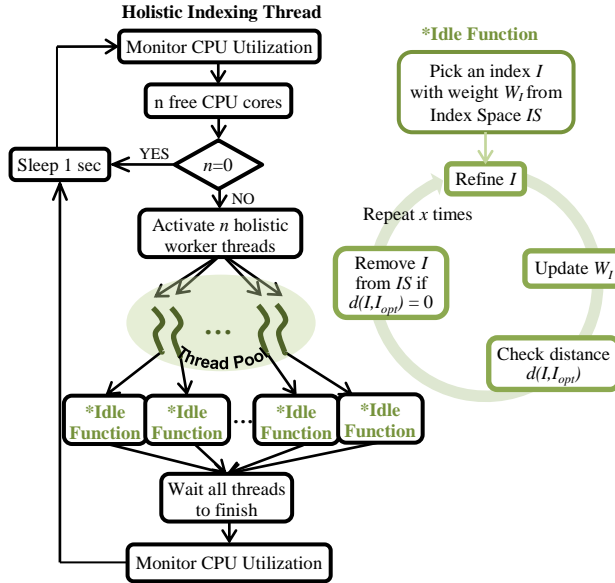 Holistic Indexing Thread
Monitor CPU Utilization
n free CPU cores
Sleep 1 sec
YES
n=0
NO
Activate n holistic
worker threads
...
Thread Pool
*Idle
Function
*Idle
Function
...
*Idle
Function
*Idle
Function
Wait all threads
to finish
Monitor CPU Utilization
*Idle Function
Pick an index I
with weight W_I from
Index Space IS
Refine I
Repeat x times
Update W_I
Check distance
d(I,I_opt)
Remove I
from IS if
d(I,I_opt) = 0